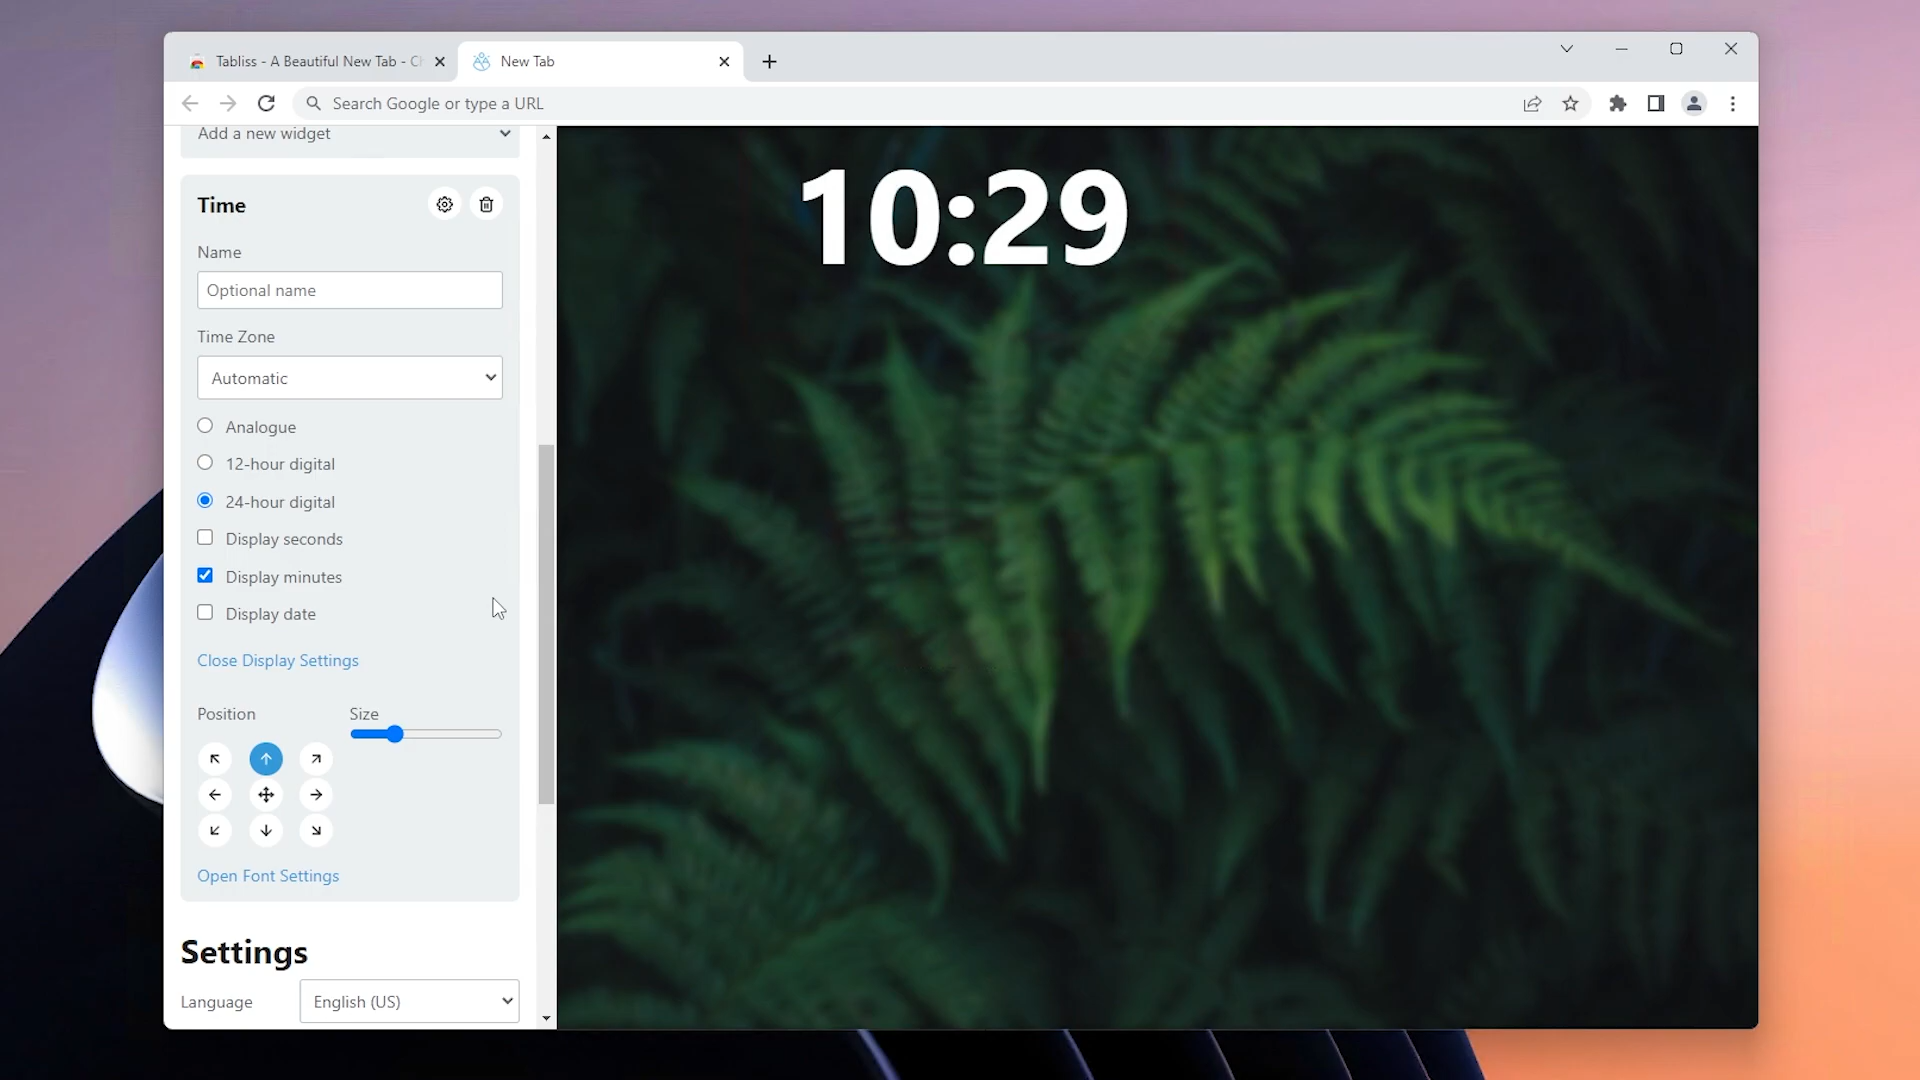 Tabliss - A Beautiful New Tab - Ch
New Tab
Search Google or type a URL
Add a new widget
10:29
Time
Name
Optional name
Time Zone
Automatic
Analogue
12-hour digital
24-hour digital
Display seconds
Display minutes
Display date
Close Display Settings
Position
Size
Open Font Settings
Settings
Language
English (US)